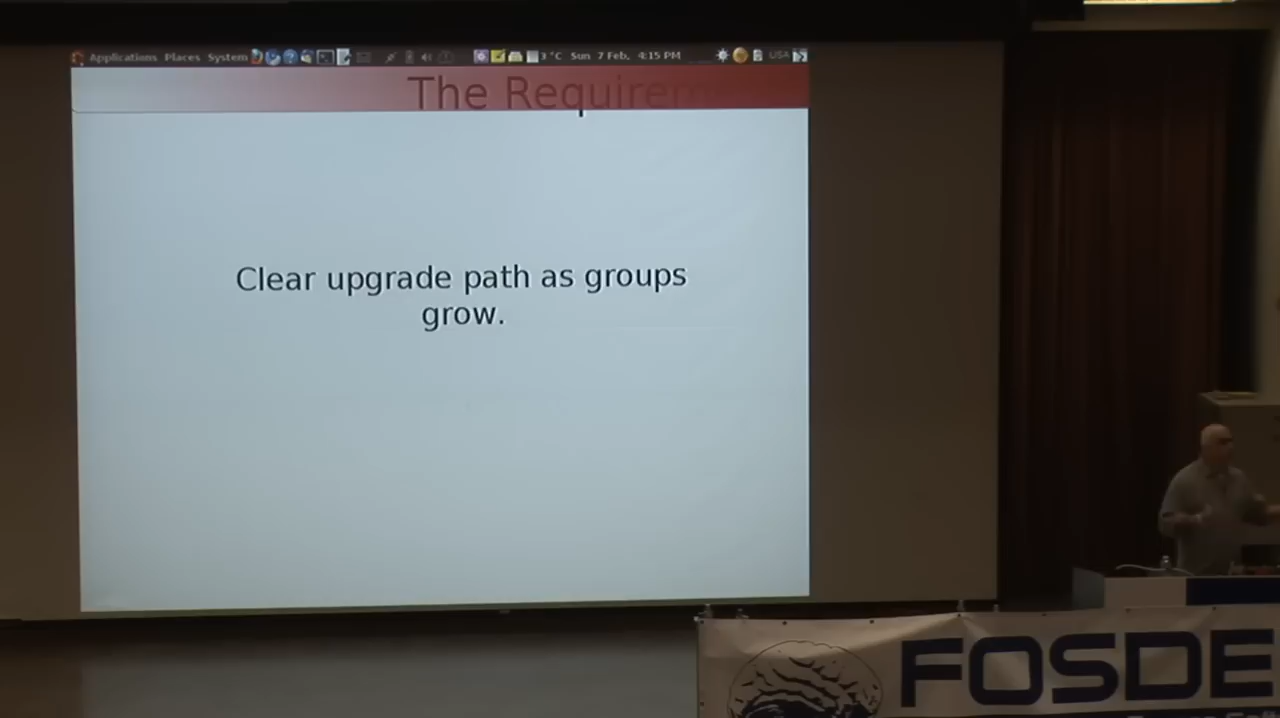 Applications Places System 3 °C Sun 7 Feb, 4:15 PM USA
The Requirem
Clear upgrade path as groups
grow.
FOSDE